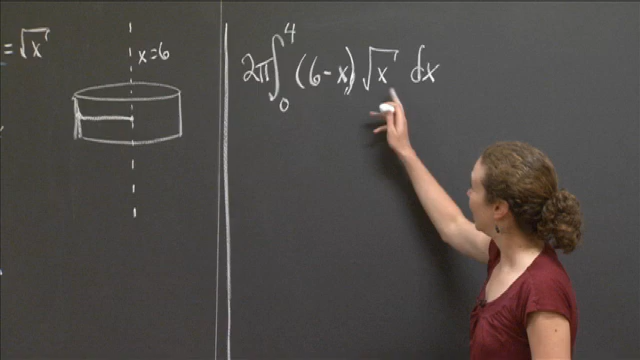 = √x
x=6
2π ∫₀⁴ (6-x) √x dx